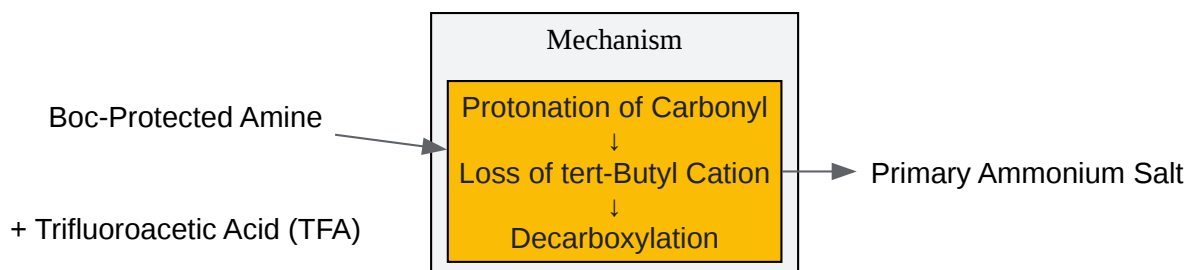 Mechanism
Boc-Protected Amine
+ Trifluoroacetic Acid (TFA)
Protonation of Carbonyl
↓
Loss of tert-Butyl Cation
↓
Decarboxylation
Primary Ammonium Salt